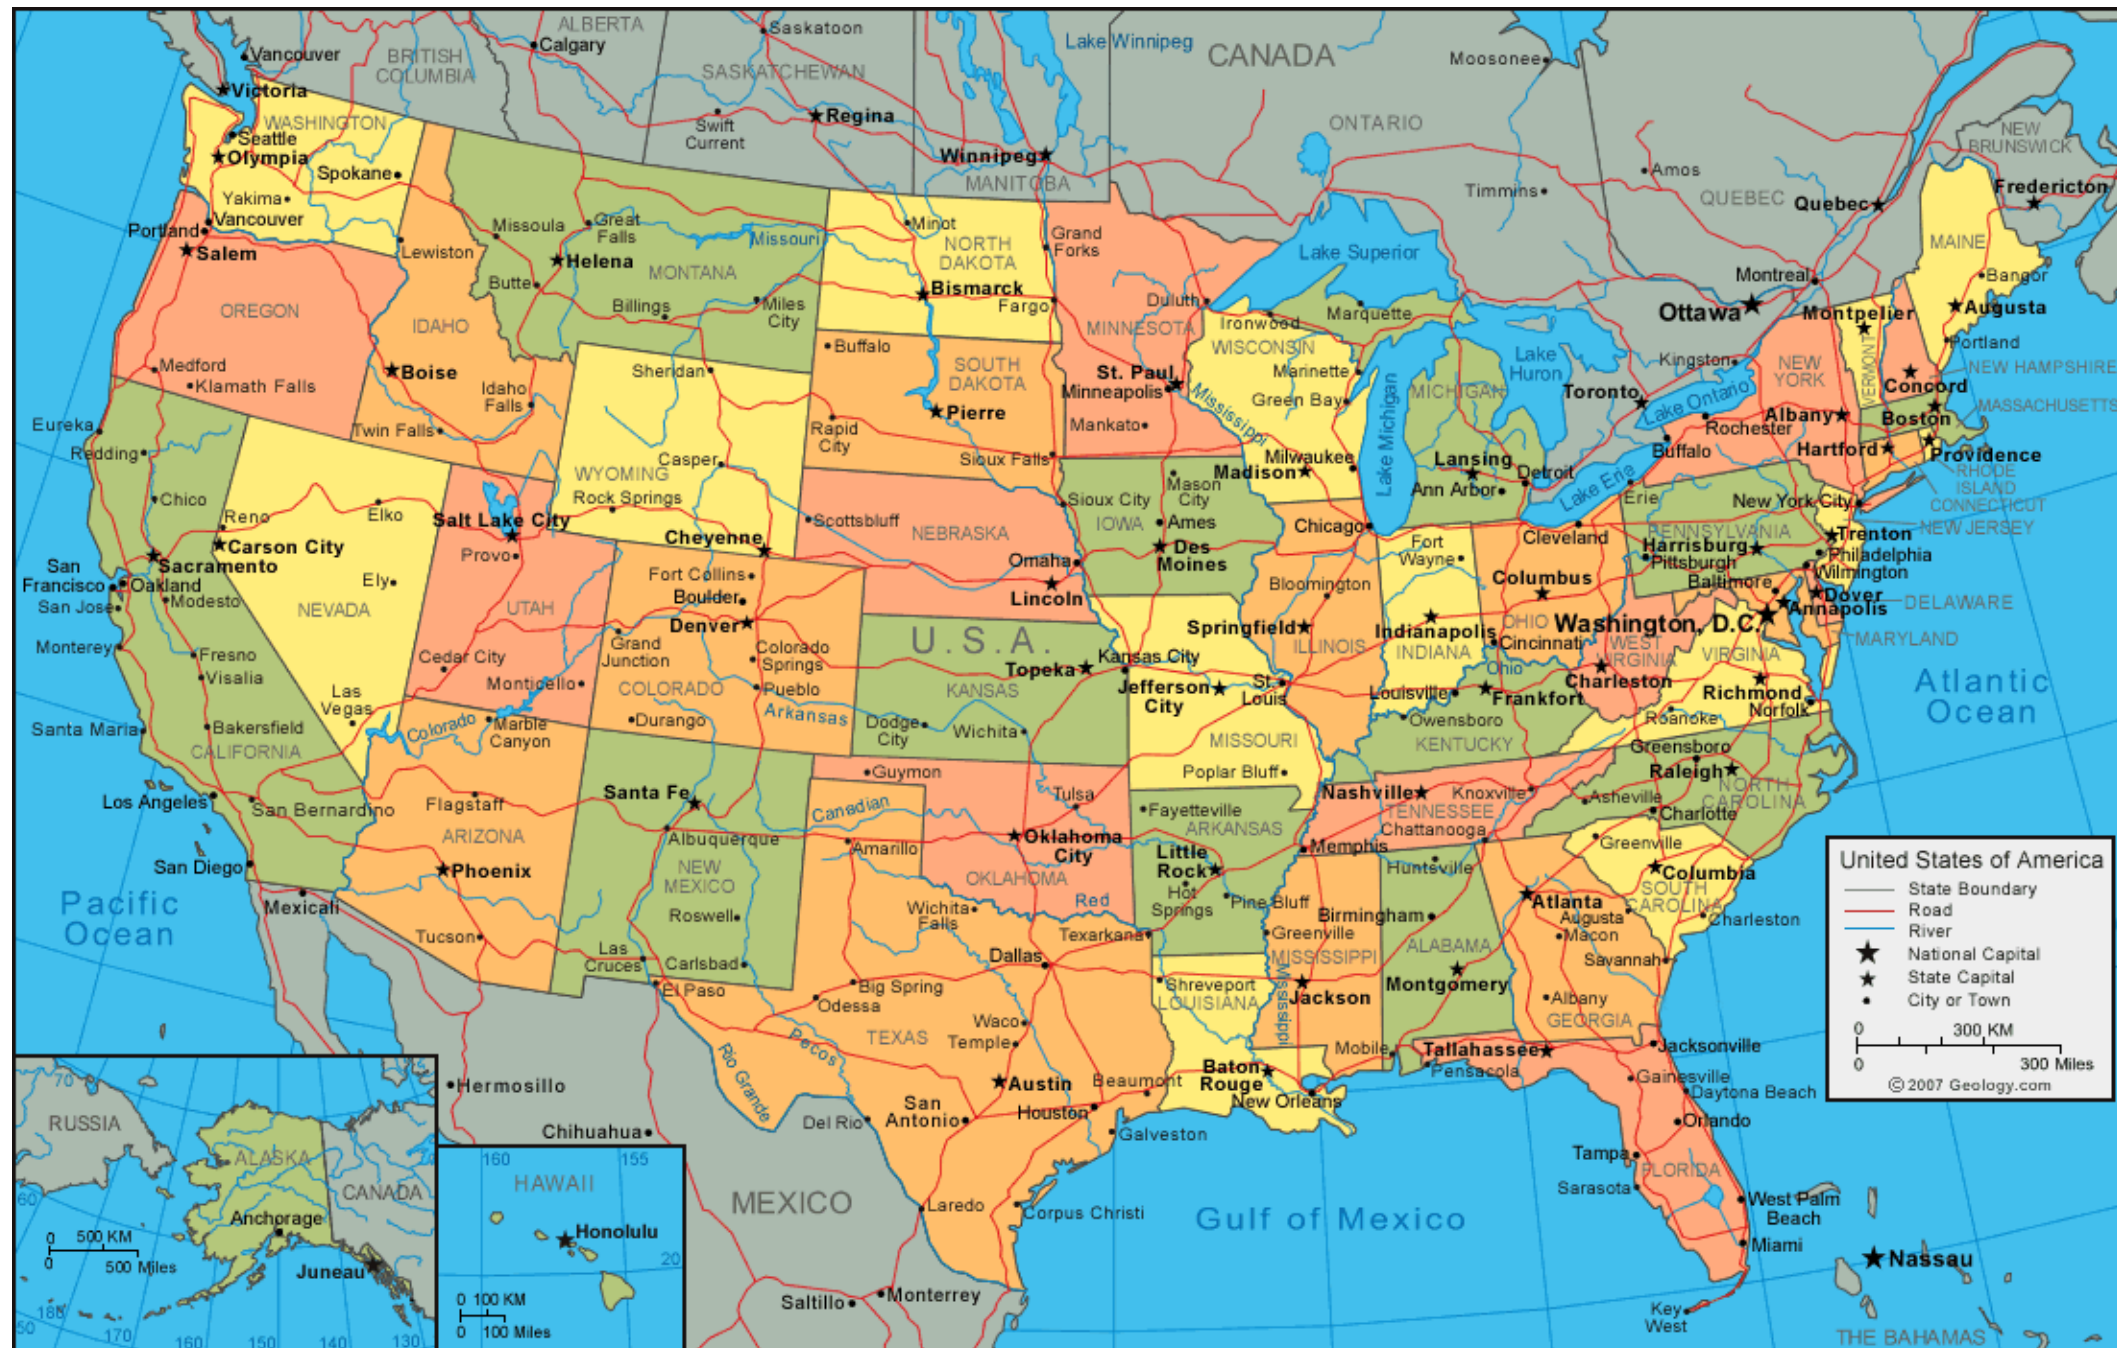 ALBERTA
Calgary
Saskatoon
Lake Winnipeg
CANADA
Moosonee
Vancouver
BRITISH
COLUMBIA
SASKATCHEWAN
Victoria
Swift
Current
Regina
ONTARIO
NEW
BRUNSWICK
WASHINGTON
Seattle
Olympia
Spokane
Yakima
Vancouver
Winnipeg
MANITOBA
Timmins
Amos
QUEBEC
Quebec
Fredericton
Portland
Salem
Lewiston
Missoula
Great
Falls
Missouri
Helena
MONTANA
Butte
Billings
Miles
City
Minot
NORTH
DAKOTA
Bismarck
Fargo
Grand
Forks
Lake Superior
Duluth
MINNESOTA
Ironwood
Marquette
Montreal
Ottawa
Montpelier
MAINE
Bangor
Augusta
Portland
OREGON
IDAHO
Medford
Klamath Falls
Boise
Idaho
Falls
Twin Falls
Sheridan
Buffalo
SOUTH
DAKOTA
Pierre
Rapid
City
Sioux Falls
St. Paul
Minneapolis
Mankato
WISCONSIN
Marinette
Green Bay
Mississippi
Milwaukee
Madison
Lake Michigan
MICHIGAN
Lake
Huron
Lansing
Ann Arbor
Detroit
Toronto
Kingston
Lake Ontario
Rochester
Buffalo
NEW
YORK
Albany
VERMONT
Concord
NEW HAMPSHIRE
Boston
MASSACHUSETTS
Hartford
Providence
RHODE
ISLAND
CONNECTICUT
Eureka
Redding
Chico
Reno
Elko
Carson City
Sacramento
San
Francisco
Oakland
San Jose
Modesto
Monterey
Ely
NEVADA
Fresno
Visalia
Las
Vegas
Santa Maria
Bakersfield
CALIFORNIA
Los Angeles
San Bernardino
San Diego
Mexicali
Salt Lake City
Provo
UTAH
Cedar City
Monticello
WYOMING
Casper
Rock Springs
Cheyenne
Scottsbluff
NEBRASKA
Omaha
Lincoln
Sioux City
IOWA
Mason
City
Ames
Des
Moines
Chicago
Bloomington
Springfield
ILLINOIS
Fort
Wayne
Indianapolis
INDIANA
Lake Erie
Cleveland
Columbus
OHIO
Cincinnati
Erie
PENNSYLVANIA
Harrisburg
Pittsburgh
New York City
NEW JERSEY
Trenton
Philadelphia
Wilmington
Baltimore
Dover
Annapolis
DELAWARE
Washington, D.C.
MARYLAND
WEST
VIRGINIA
Charleston
VIRGINIA
Richmond
Norfolk
Roanoke
Fort Collins
Boulder
Denver
Grand
Junction
Colorado
Springs
COLORADO
Pueblo
Durango
Arkansas
U.S.A.
Topeka
KANSAS
Dodge
City
Wichita
Kansas City
Jefferson
City
St.
Louis
MISSOURI
Poplar Bluff
Louisville
Ohio
Frankfort
Owensboro
KENTUCKY
Colorado
Marble
Canyon
Flagstaff
ARIZONA
Phoenix
Tucson
Santa Fe
Albuquerque
NEW
MEXICO
Roswell
Las
Cruces
Carlsbad
El Paso
Guymon
Canadian
Tulsa
Oklahoma
City
OKLAHOMA
Amarillo
Red
Wichita
Falls
Fayetteville
ARKANSAS
Little
Rock
Hot
Springs
Pine Bluff
Texarkana
Nashville
TENNESSEE
Knoxville
Chattanooga
Memphis
Greensboro
Raleigh
NORTH
CAROLINA
Asheville
Charlotte
Greenville
Columbia
SOUTH
CAROLINA
Charleston
Huntsville
Birmingham
ALABAMA
Montgomery
Mobile
Greenville
MISSISSIPPI
Mississippi
Jackson
Atlanta
Augusta
Macon
Savannah
Albany
GEORGIA
Shreveport
LOUISIANA
Baton
Rouge
New Orleans
Dallas
Big Spring
Odessa
TEXAS
Waco
Temple
Pecos
Rio Grande
Austin
Beaumont
Houston
San
Antonio
Del Rio
Galveston
Laredo
Corpus Christi
Tallahassee
Pensacola
Jacksonville
Gainesville
Daytona Beach
Orlando
Tampa
FLORIDA
Sarasota
West Palm
Beach
Miami
Key
West
Nassau
THE BAHAMAS
Pacific
Ocean
Atlantic
Ocean
Gulf of Mexico
MEXICO
Hermosillo
Chihuahua
Saltillo
Monterrey
United States of America
State Boundary
Road
River
National Capital
State Capital
City or Town
0 300 KM
0 300 Miles
© 2007 Geology.com
70
RUSSIA
ALASKA
CANADA
60
Anchorage
0 500 KM
0 500 Miles
Juneau
180
50
170
160
150
140
130
160
155
HAWAII
Honolulu
20
0 100 KM
0 100 Miles